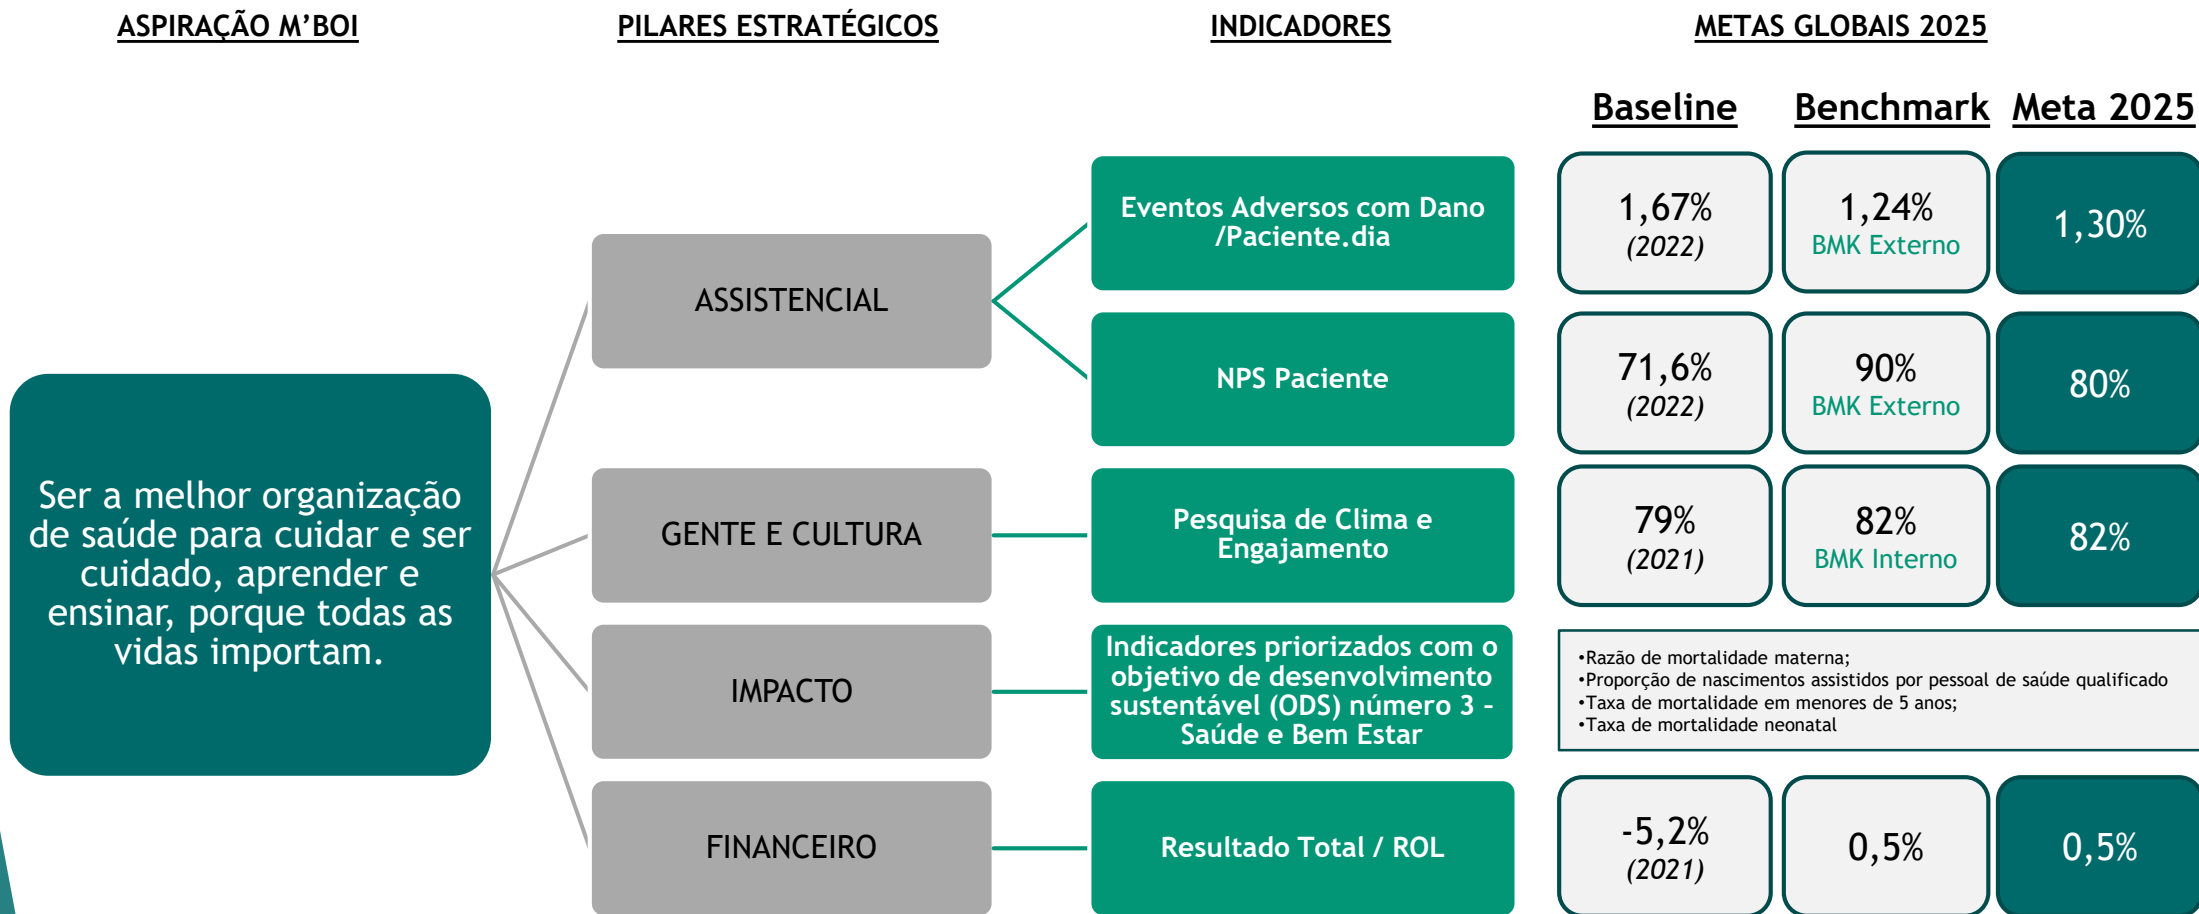 ASPIRAÇÃO M’BOI
PILARES ESTRATÉGICOS
INDICADORES
METAS GLOBAIS 2025
Baseline
Benchmark
Meta 2025
Ser a melhor organização
de saúde para cuidar e ser
cuidado, aprender e
ensinar, porque todas as
vidas importam.
ASSISTENCIAL
Eventos Adversos com Dano
/Paciente.dia
1,67%
(2022)
1,24%
BMK Externo
1,30%
NPS Paciente
71,6%
(2022)
90%
BMK Externo
80%
GENTE E CULTURA
Pesquisa de Clima e
Engajamento
79%
(2021)
82%
BMK Interno
82%
IMPACTO
Indicadores priorizados com o
objetivo de desenvolvimento
sustentável (ODS) número 3 –
Saúde e Bem Estar
•Razão de mortalidade materna;
•Proporção de nascimentos assistidos por pessoal de saúde qualificado
•Taxa de mortalidade em menores de 5 anos;
•Taxa de mortalidade neonatal
FINANCEIRO
Resultado Total / ROL
-5,2%
(2021)
0,5%
0,5%